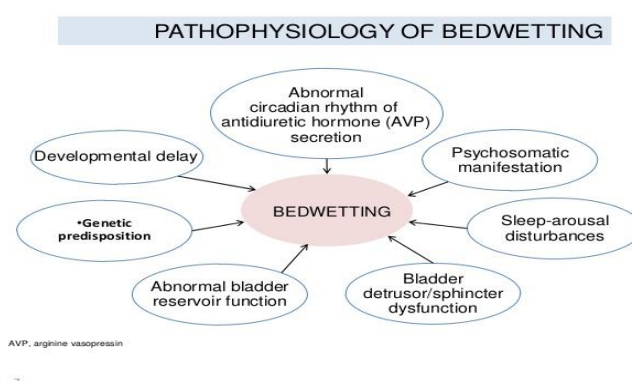 PATHOPHYSIOLOGY OF BEDWETTING
Abnormal
circadian rhythm of
antidiuretic hormone (AVP)
secretion
Developmental delay
Psychosomatic
manifestation
•Genetic
predisposition
BEDWETTING
Sleep-arousal
disturbances
Abnormal bladder
reservoir function
Bladder
detrusor/sphincter
dysfunction
AVP, arginine vasopressin